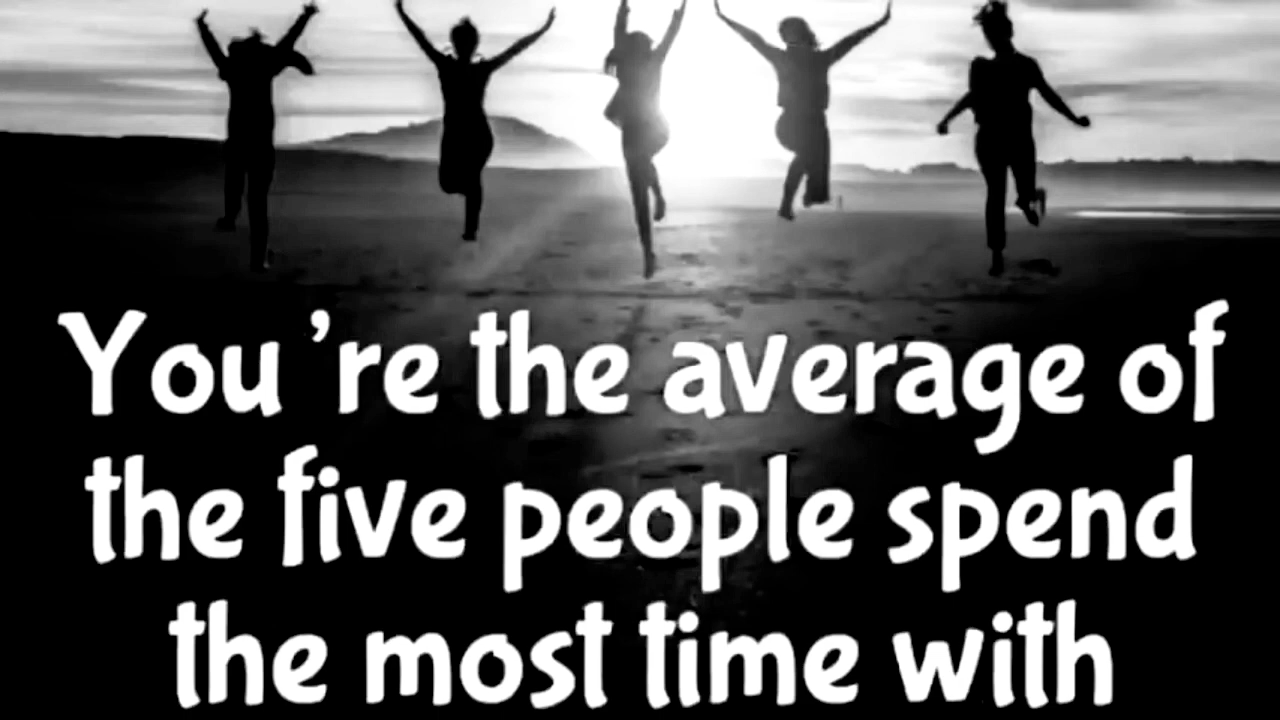 You're the average of
the five people spend
the most time with